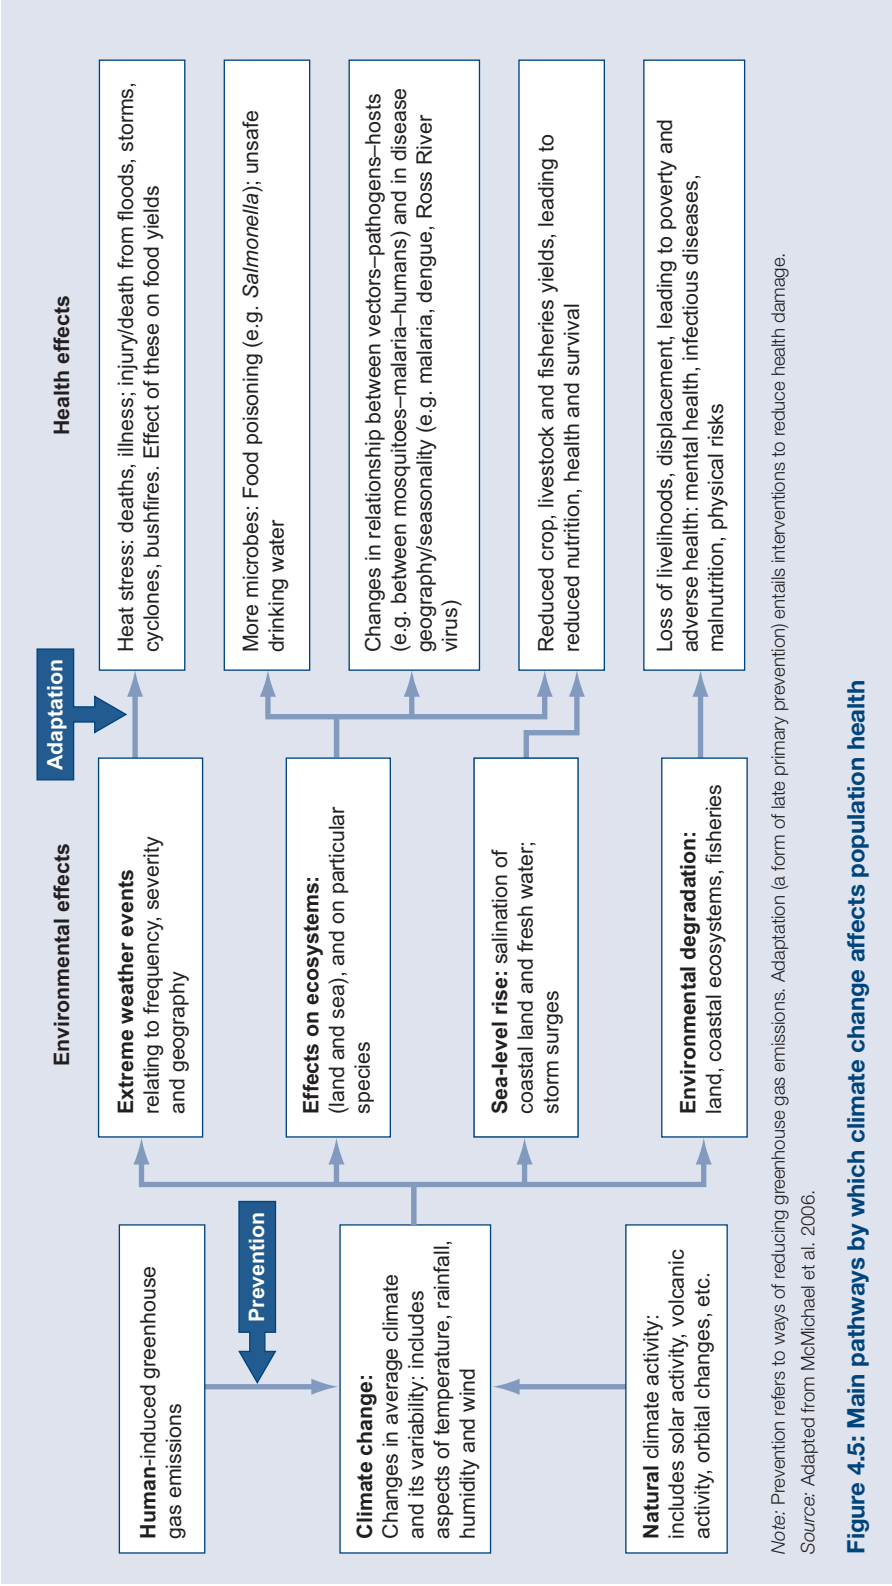 Environmental effects
Health effects
Human-induced greenhouse
gas emissions
Prevention
Climate change:
Changes in average climate
and its variability: includes
aspects of temperature, rainfall,
humidity and wind
Natural climate activity:
includes solar activity, volcanic
activity, orbital changes, etc.
Extreme weather events
relating to frequency, severity
and geography
Effects on ecosystems:
(land and sea), and on particular
species
Sea-level rise: salination of
coastal land and fresh water;
storm surges
Environmental degradation:
land, coastal ecosystems, fisheries
Adaptation
Heat stress: deaths, illness; injury/death from floods, storms,
cyclones, bushfires. Effect of these on food yields
More microbes: Food poisoning (e.g. Salmonella); unsafe
drinking water
Changes in relationship between vectors–pathogens–hosts
(e.g. between mosquitoes–malaria–humans) and in disease
geography/seasonality (e.g. malaria, dengue, Ross River
virus)
Reduced crop, livestock and fisheries yields, leading to
reduced nutrition, health and survival
Loss of livelihoods, displacement, leading to poverty and
adverse health: mental health, infectious diseases,
malnutrition, physical risks
Note: Prevention refers to ways of reducing greenhouse gas emissions. Adaptation (a form of late primary prevention) entails interventions to reduce health damage.
Source: Adapted from McMichael et al. 2006.
Figure 4.5: Main pathways by which climate change affects population health